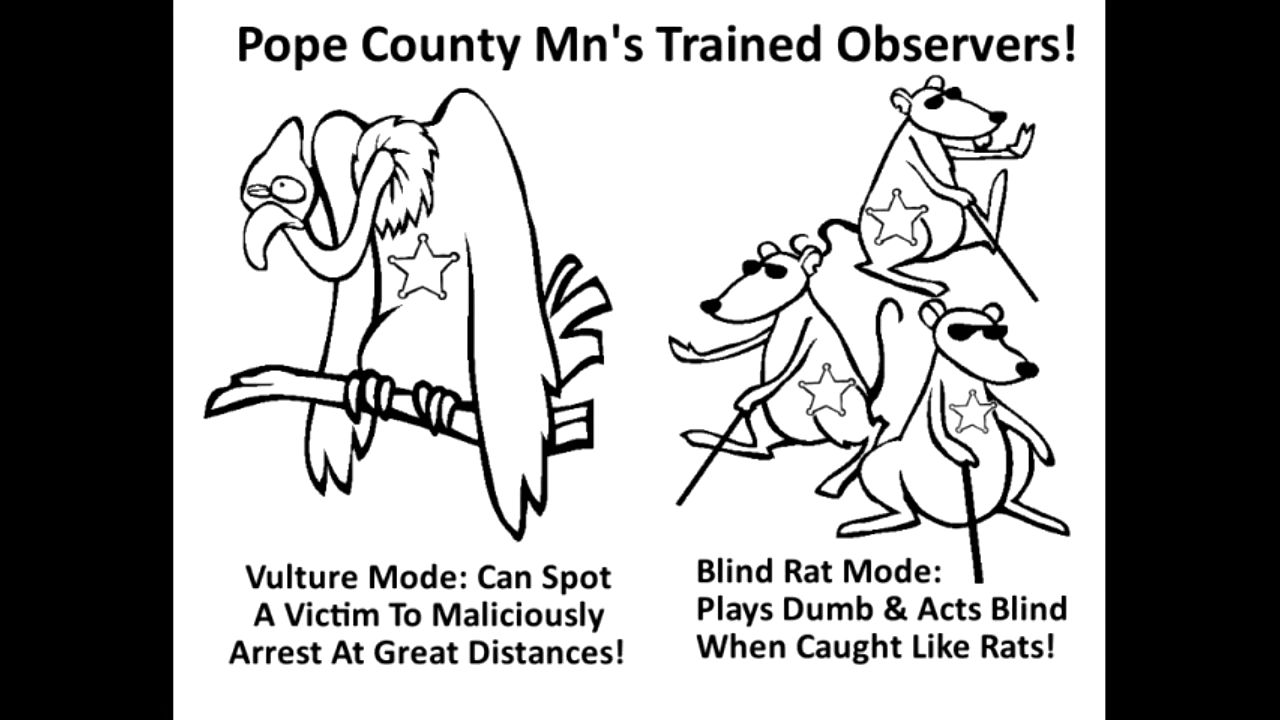 Pope County Mn's Trained Observers!
Vulture Mode: Can Spot
A Victim To Maliciously
Arrest At Great Distances!
Blind Rat Mode:
Plays Dumb & Acts Blind
When Caught Like Rats!